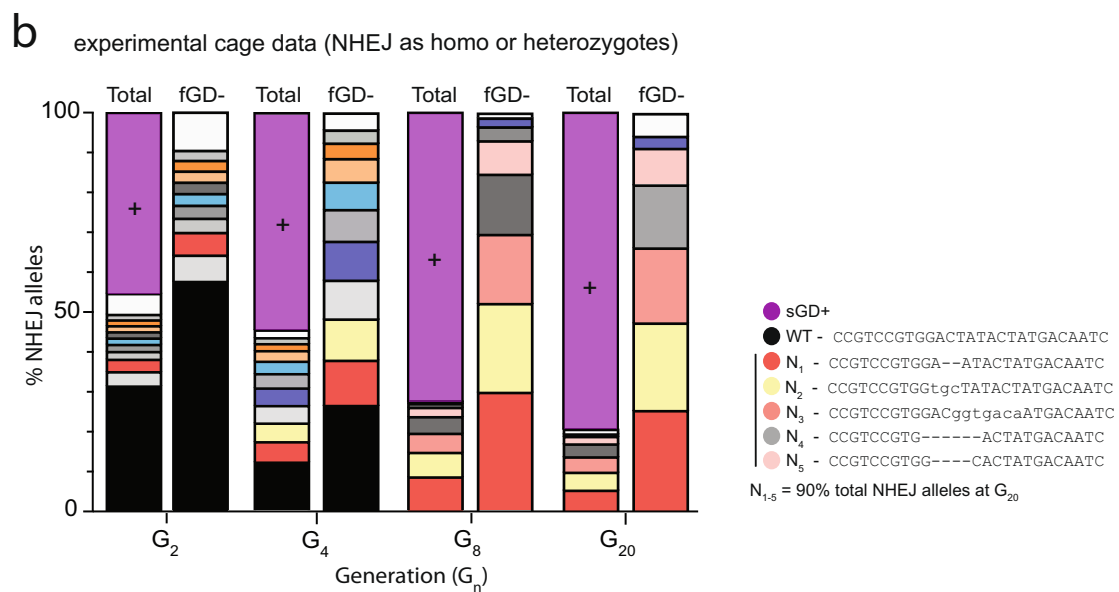 b experimental cage data (NHEJ as homo or heterozygotes)
Total fGD- Total fGD- Total fGD- Total fGD-
100
50
0
% NHEJ alleles
+ + + +
G2 G4 G8 G20
Generation (Gn)
sGD+
WT - CCGTCCGTGGACTATACTATGACAATC
N1 - CCGTCCGTGGA--ATACTATGACAATC
N2 - CCGTCCGTGGtgcTATACTATGACAATC
N3 - CCGTCCGTGGACggtgacaATGACAATC
N4 - CCGTCCGTG------ACTATGACAATC
N5 - CCGTCCGTGG----CACTATGACAATC
N1-5 = 90% total NHEJ alleles at G20